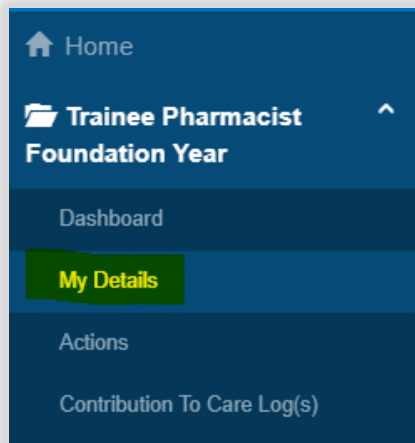 Home
Trainee Pharmacist
Foundation Year
Dashboard
My Details
Actions
Contribution To Care Log(s)